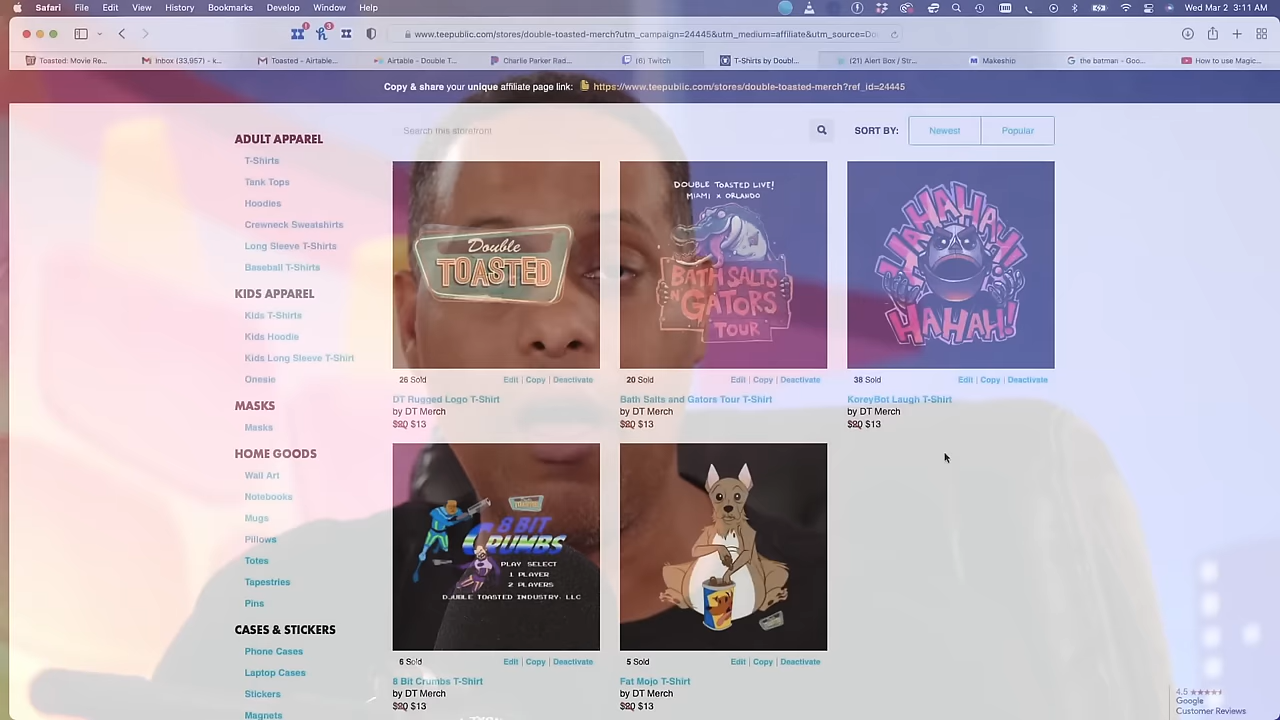 Safari File Edit View History Bookmarks Develop Window Help
Wed Mar 2 3:11 AM
www.teepublic.com/stores/double-toasted-merch?utm_campaign=24445&utm_medium=affiliate&utm_source=Do
Toasted: Movie Re...
Inbox (33,957) - k...
Toasted - Airtable...
Airtable - Double T...
Charlie Parker Rad...
(6) Twitch
T-Shirts by Doubl...
(21) Alert Box / Str...
Makeship
the batman - Goo...
How to use Magic...
Copy & share your unique affiliate page link: https://www.teepublic.com/stores/double-toasted-merch?ref_id=24445
Search this storefront
SORT BY: Newest Popular
ADULT APPAREL
T-Shirts
Tank Tops
Hoodies
Crewneck Sweatshirts
Long Sleeve T-Shirts
Baseball T-Shirts
KIDS APPAREL
Kids T-Shirts
Kids Hoodie
Kids Long Sleeve T-Shirt
Onesie
MASKS
Masks
HOME GOODS
Wall Art
Notebooks
Mugs
Pillows
Totes
Tapestries
Pins
CASES & STICKERS
Phone Cases
Laptop Cases
Stickers
Magnets
Double
TOASTED
26 Sold Edit | Copy | Deactivate
DT Rugged Logo T-Shirt
by DT Merch
$20 $13
DOUBLE TOASTED LIVE!
MIAMI x ORLANDO
BATH SALTS
N' GATORS
TOUR
20 Sold Edit | Copy | Deactivate
Bath Salts and Gators Tour T-Shirt
by DT Merch
$20 $13
HAHAHA!
HAHAH!
38 Sold Edit | Copy | Deactivate
KoreyBot Laugh T-Shirt
by DT Merch
$20 $13
8 BIT
CRUMBS
PLAY SELECT
1 PLAYER
2 PLAYERS
DOUBLE TOASTED INDUSTRY, LLC
6 Sold Edit | Copy | Deactivate
8 Bit Crumbs T-Shirt
by DT Merch
$20 $13
5 Sold Edit | Copy | Deactivate
Fat Mojo T-Shirt
by DT Merch
$20 $13
4.5
Google
Customer Reviews